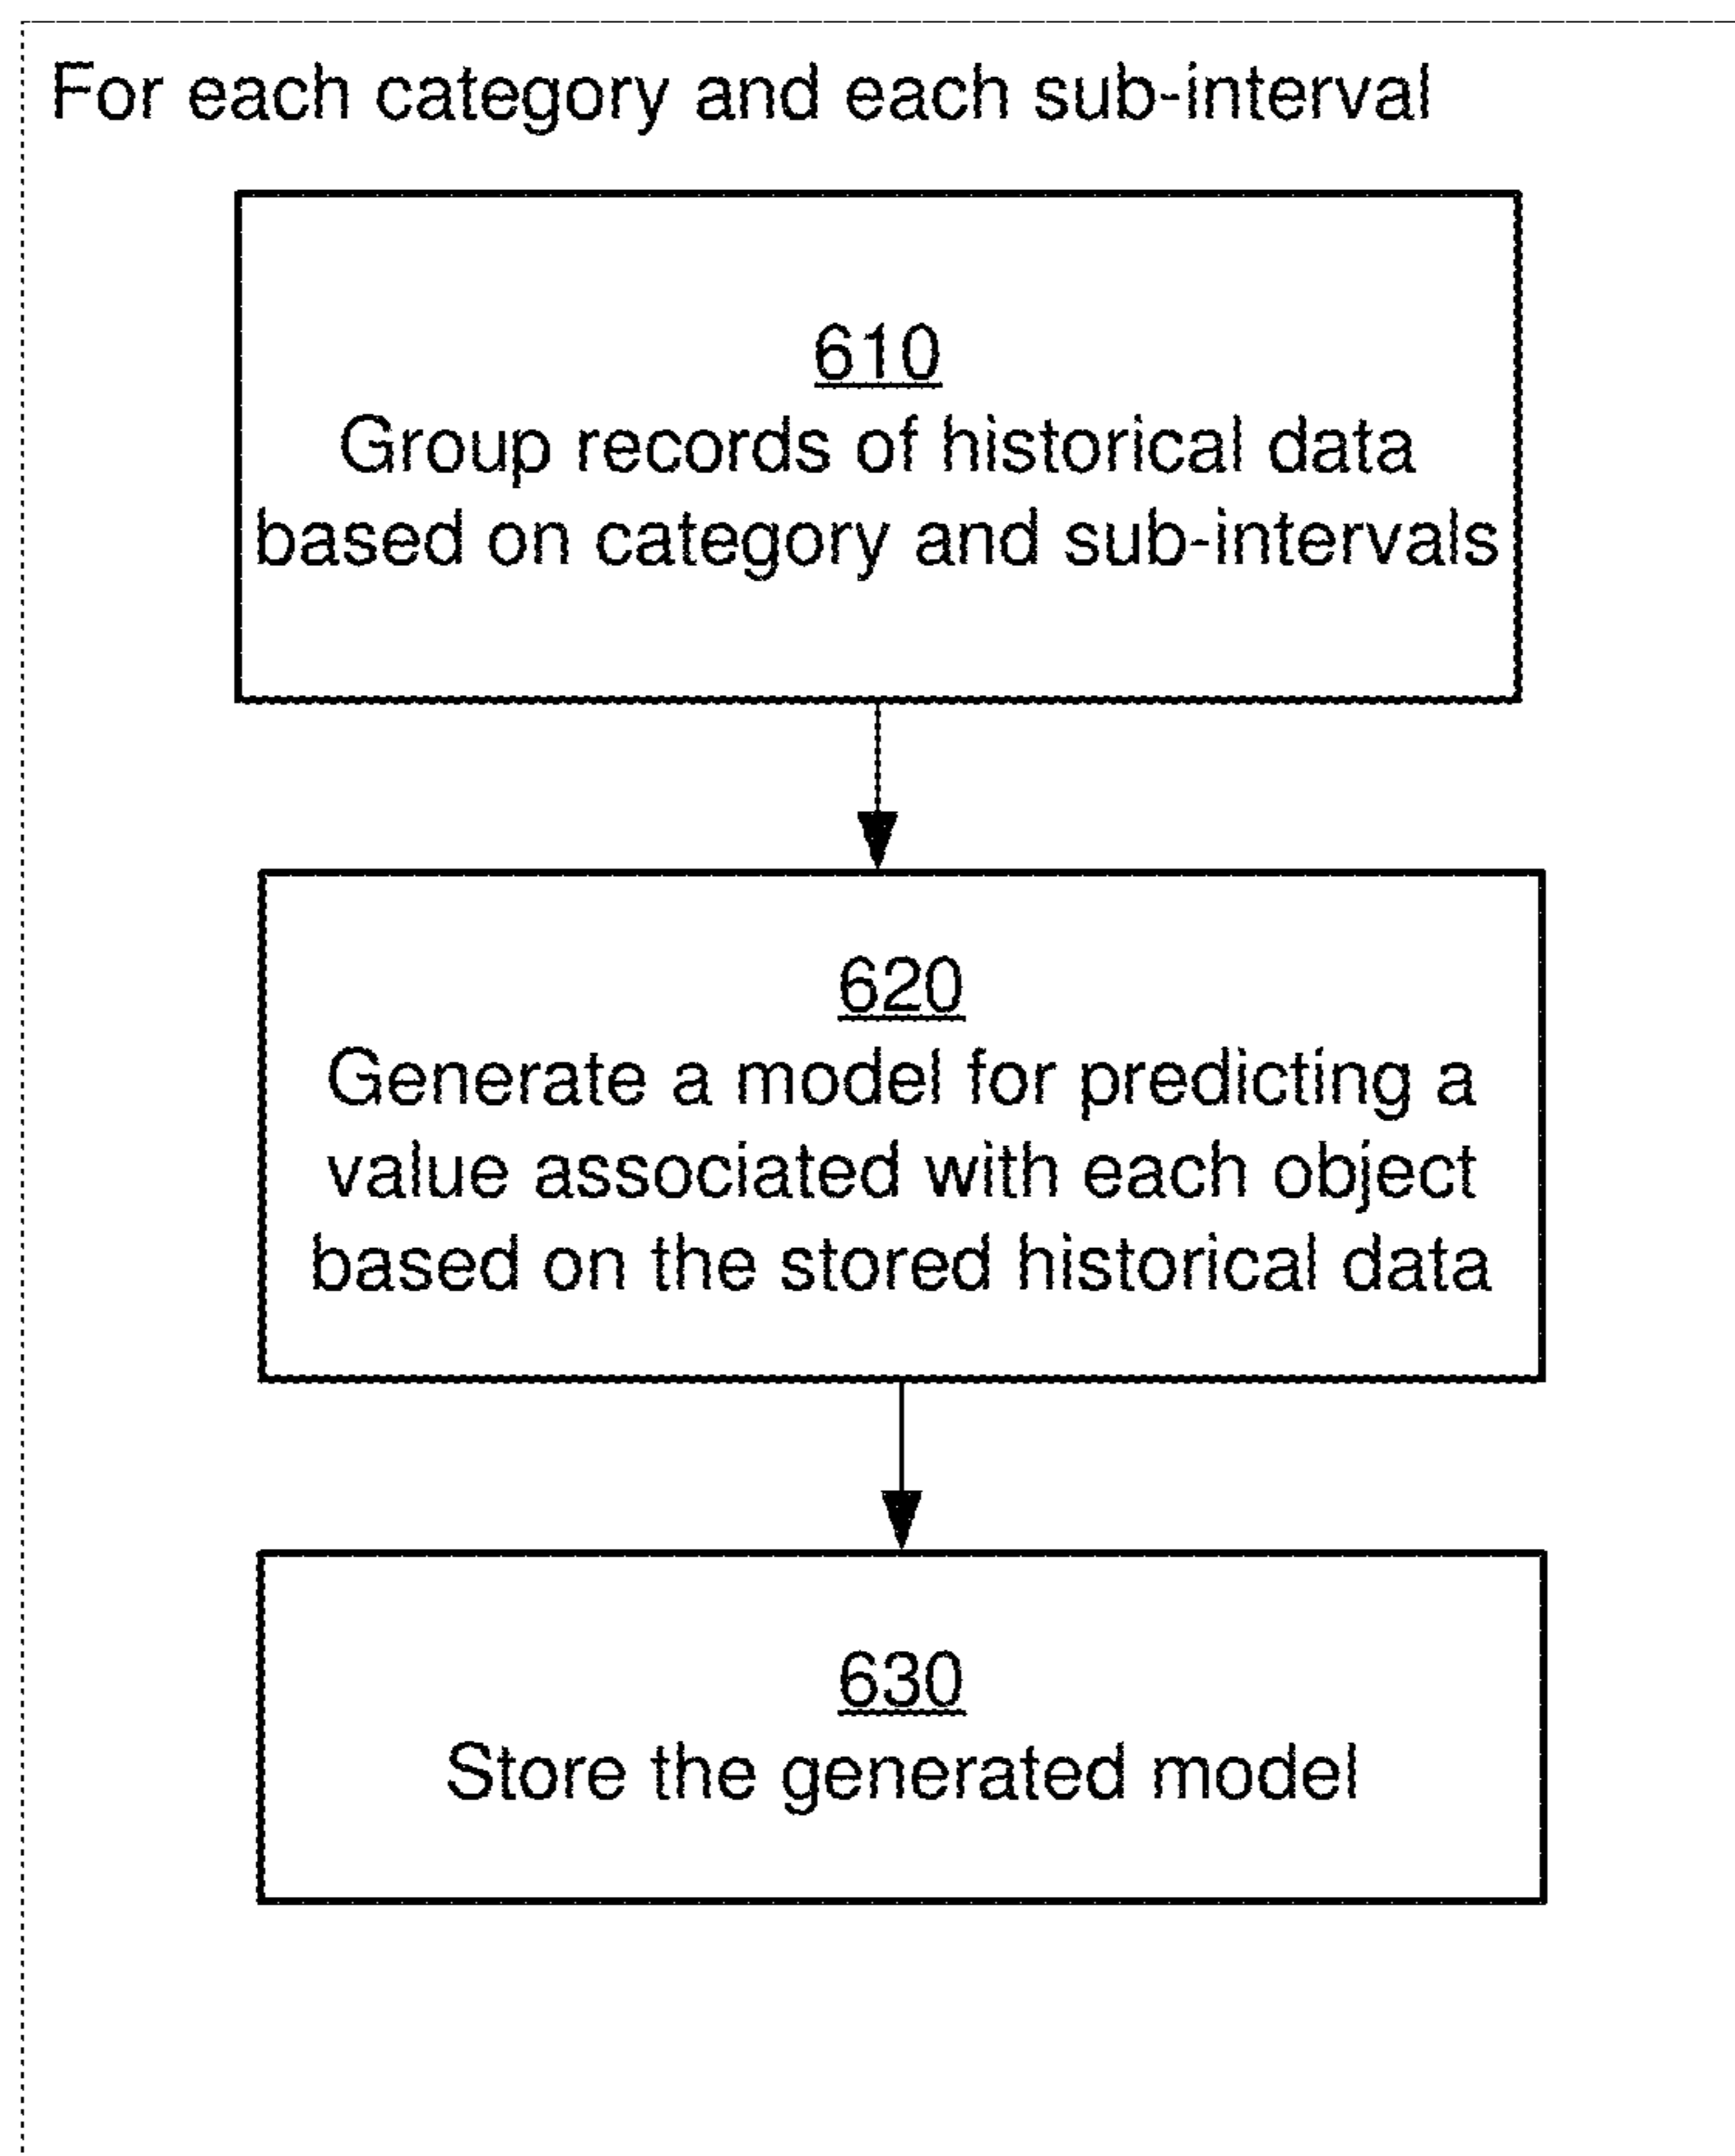 For each category and each sub-interval
610
Group records of historical data
based on category and sub-intervals
620
Generate a model for predicting a
value associated with each object
based on the stored historical data
630
Store the generated model